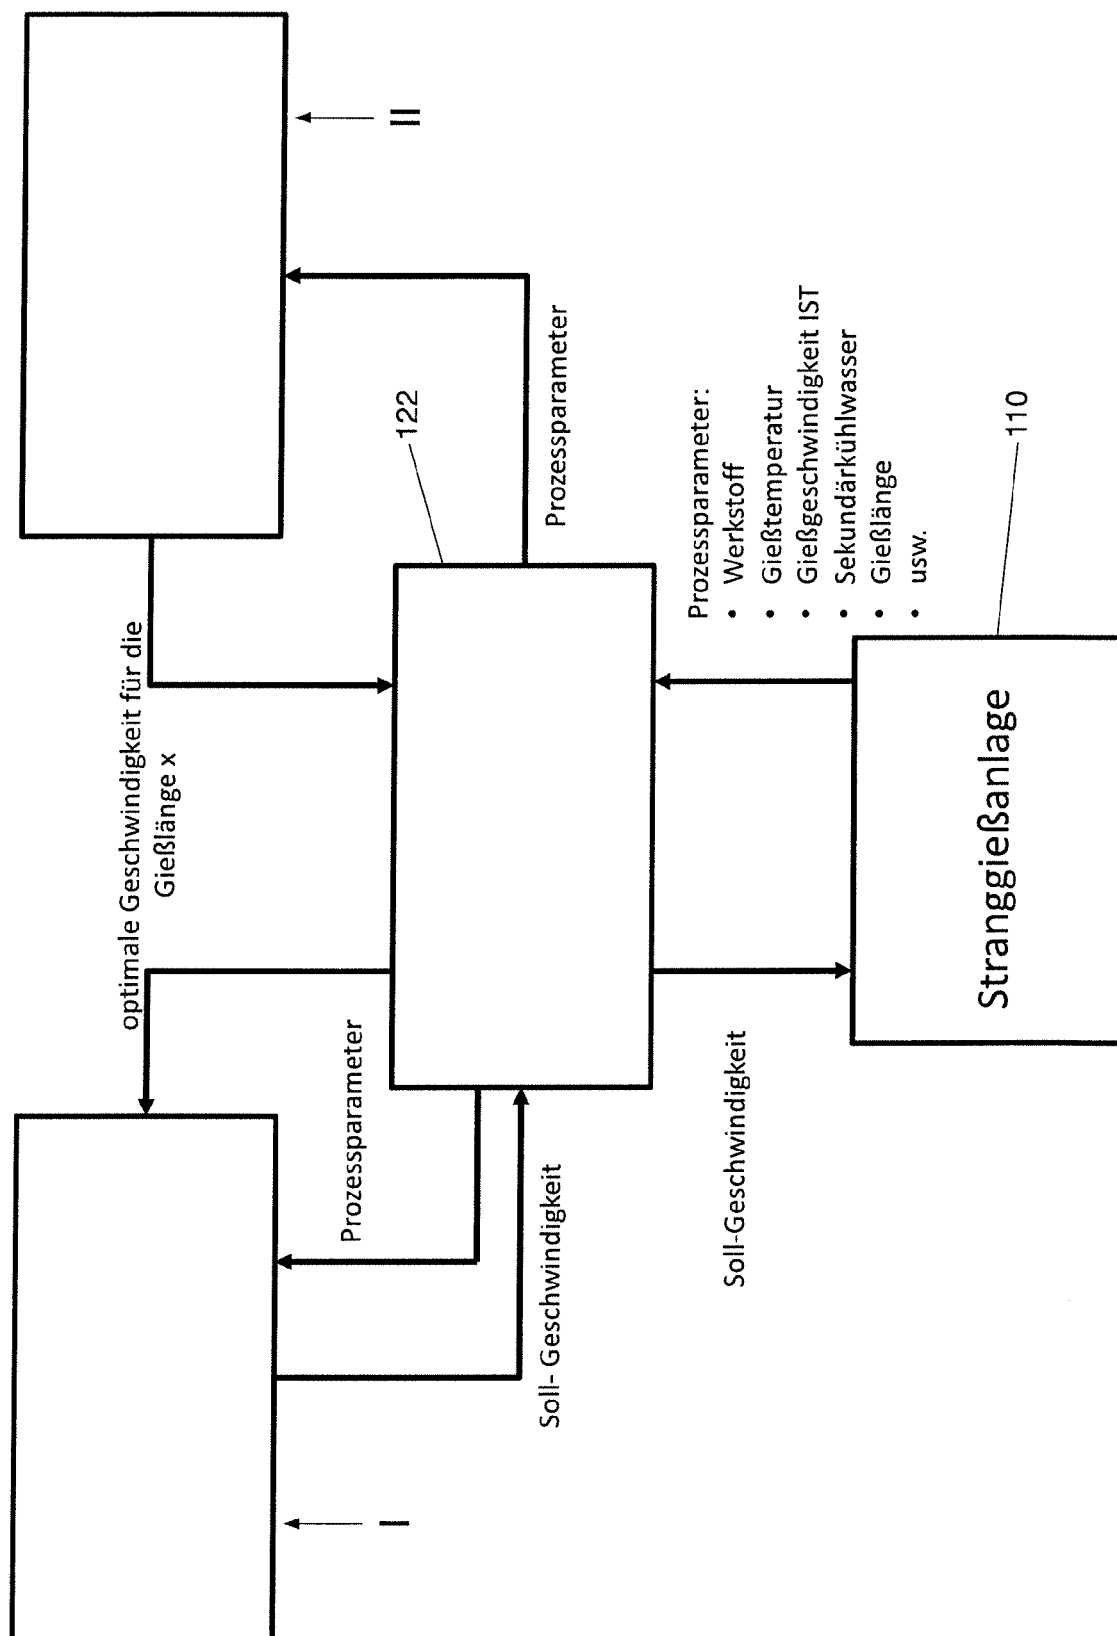 optimale Geschwindigkeit für die
Gießlänge x
Prozessparameter
I
II
122
Soll- Geschwindigkeit
Prozessparameter
Soll-Geschwindigkeit
Prozessparameter:
• Werkstoff
• Gießtemperatur
• Gießgeschwindigkeit IST
• Sekundärkühlwasser
• Gießlänge
• usw.
Stranggießanlage
110